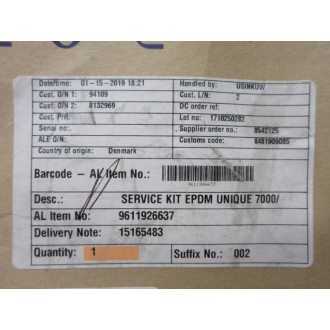 Date/time: 01-15-2019 18:21 Handled by: USINKUW
Cust. O/N 1: 94109 Cust. L/N: 2
Cust. O/N 2: 8132969 DC order ref:
Cust. P/N: Lot no.: 1710250282
Serial no.: Supplier order no.: 8542125
ALE O/N: Customs code: 8481909085
Country of origin: Denmark
Barcode - AL Item No.:
9611926637
Desc.: SERVICE KIT EPDM UNIQUE 7000/
AL Item No: 9611926637
Delivery Note: 15165483
Quantity: 1 Suffix No.: 002